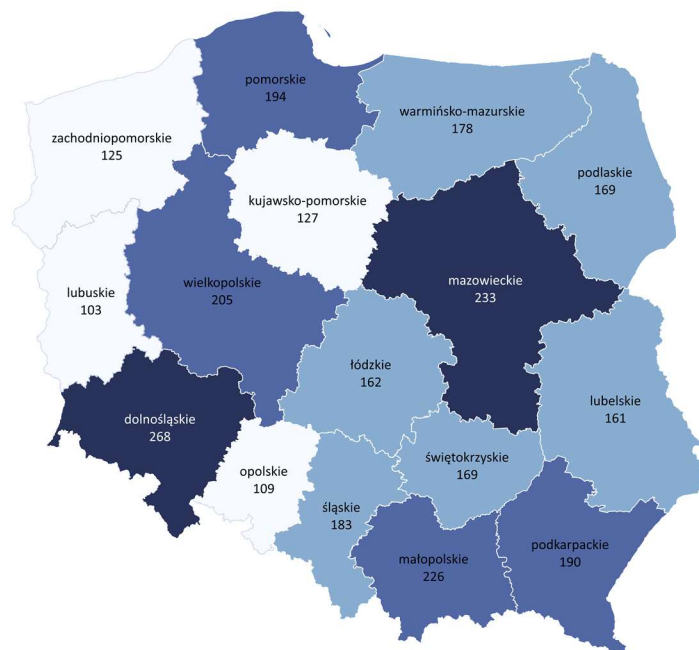 pomorskie
194
warmińsko-mazurskie
178
zachodniopomorskie
125
podlaskie
169
kujawsko-pomorskie
127
wielkopolskie
205
mazowieckie
233
lubuskie
103
łódzkie
162
lubelskie
161
dolnośląskie
268
opolskie
109
świętokrzyskie
169
śląskie
183
małopolskie
226
podkarpackie
190